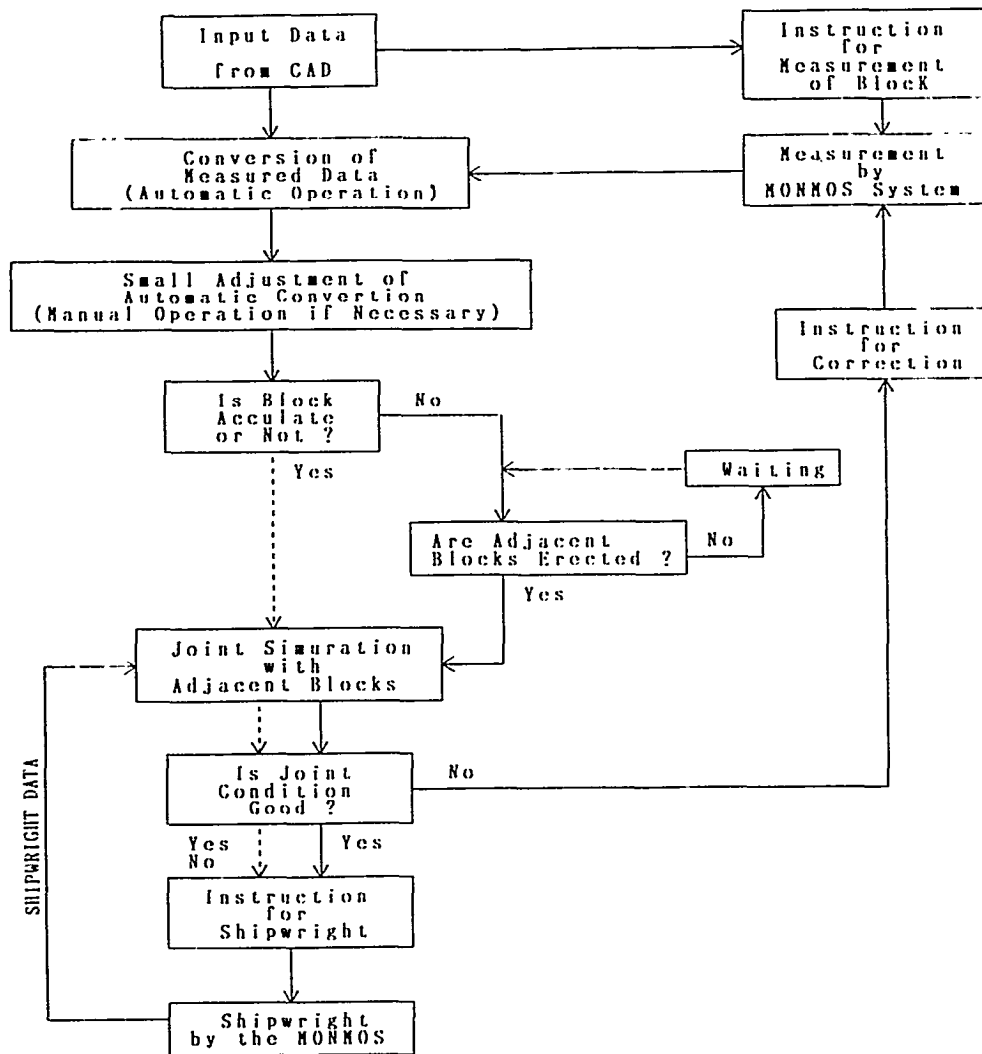 Input Data
from CAD
Instruction
for
Measurement
of BlocK
Conversion of
Measured Data
(Automatic Operation)
Measurement
by
MONMOS System
Small Adjustment of
Automatic Convertion
(Manual Operation if Necessary)
Instruction
for
Correction
Is Block
Acculate
or Not ?
No
Yes
Waiting
Are Adjacent
Blocks Erected ?
No
Yes
Joint Simuration
with
Adjacent Blocks
Is Joint
Condition
Good ?
No
Yes
No
Yes
SHIPWRIGHT DATA
Instruction
for
Shipwright
Shipwright
by the MONMOS